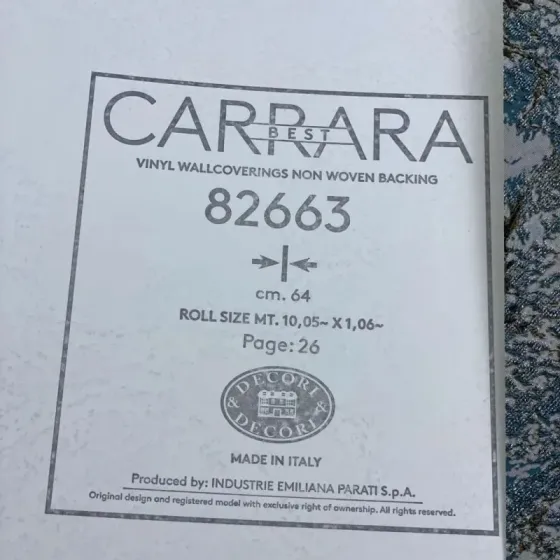 CARRARA
BEST
VINYL WALLCOVERINGS NON WOVEN BACKING
82663
cm. 64
ROLL SIZE MT. 10,05~ X 1,06~
Page: 26
DECORI
& &
DECORI
MADE IN ITALY
Produced by: INDUSTRIE EMILIANA PARATI S.p.A.
Original design and registered model with exclusive right of ownership. All rights reserved.